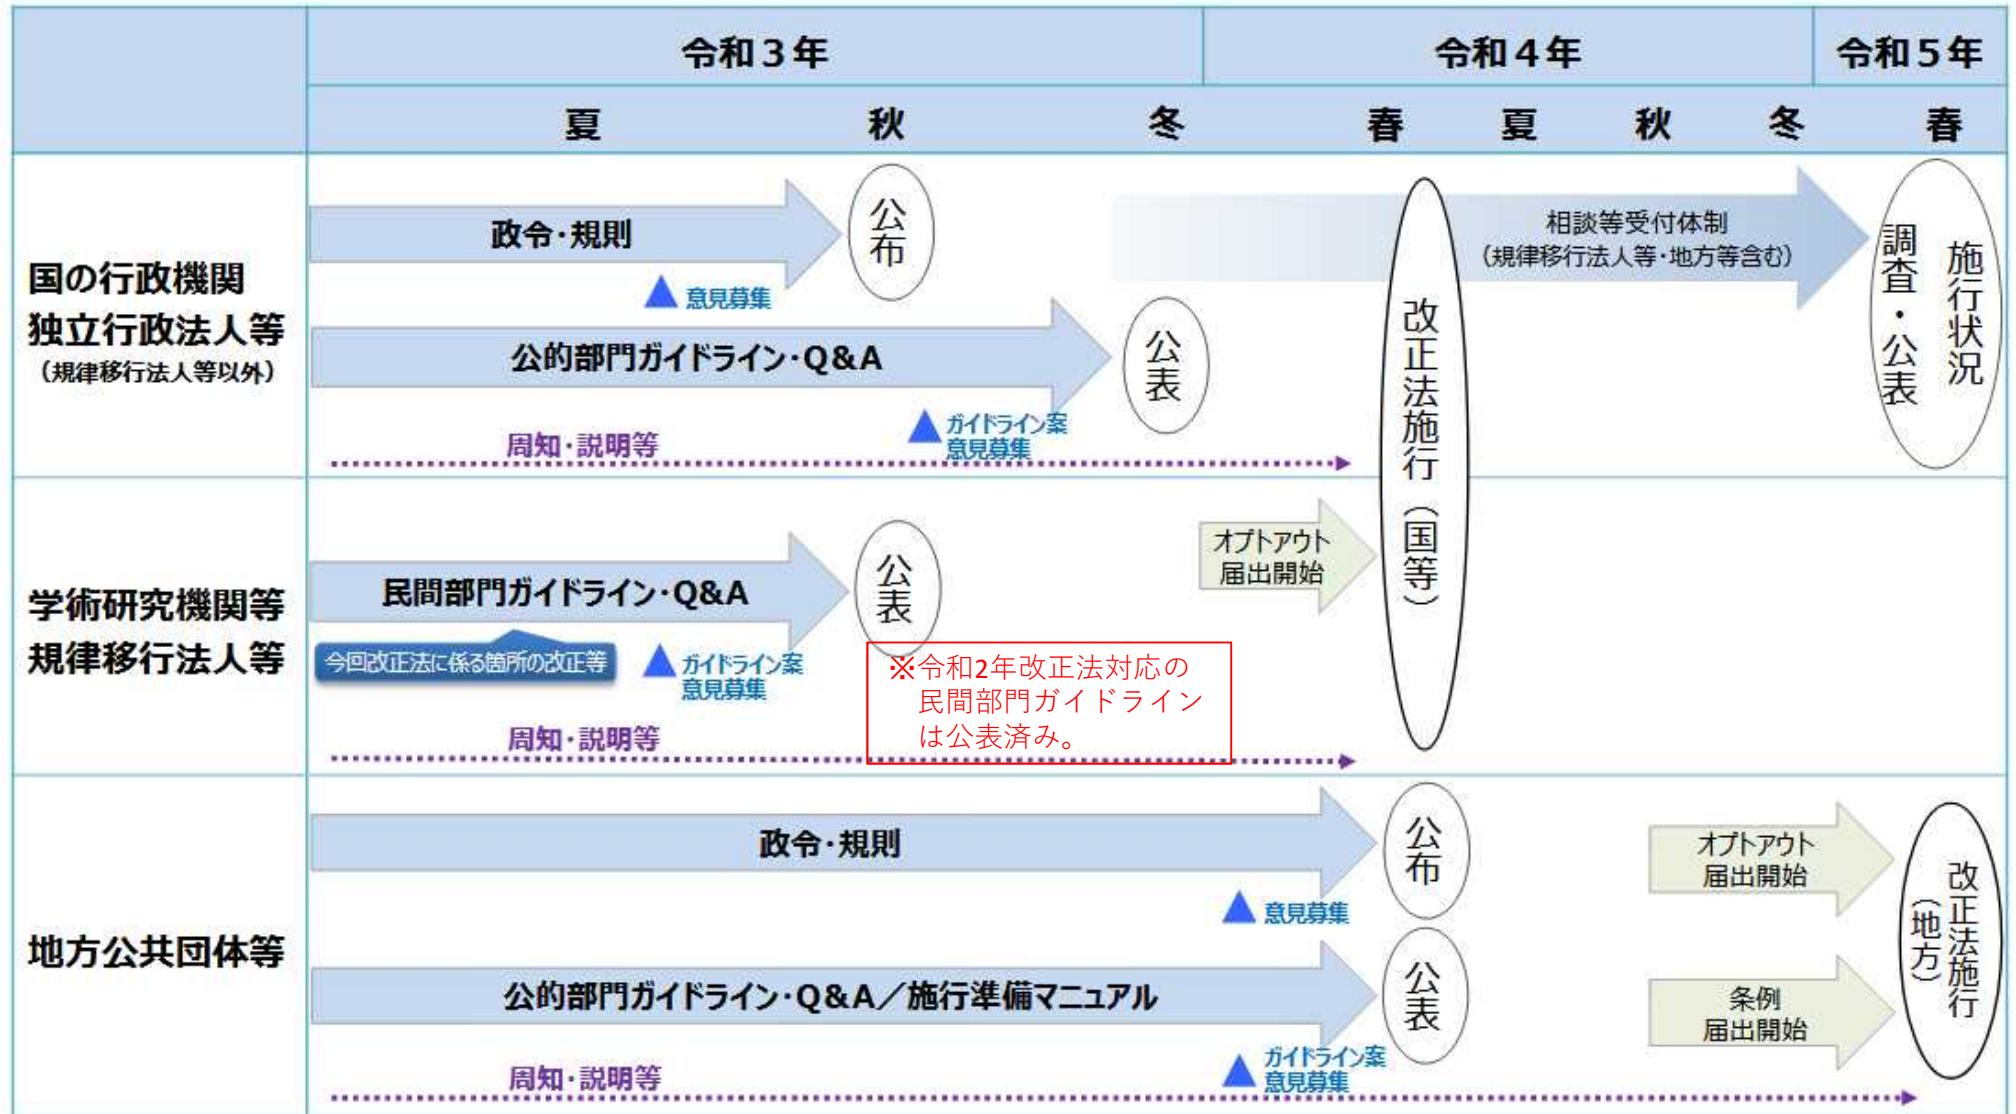 令和３年
令和４年
令和５年
夏
秋
冬
春
夏
秋
冬
春
国の行政機関
独立行政法人等
（規律移行法人等以外）
政令・規則
公布
意見募集
公的部門ガイドライン・Q&A
公表
ガイドライン案
意見募集
周知・説明等
改正法施行（国等）
相談等受付体制
（規律移行法人等・地方等含む）
施行状況
調査・公表
学術研究機関等
規律移行法人等
民間部門ガイドライン・Q&A
公表
今回改正法に係る箇所の改正等
ガイドライン案
意見募集
※令和2年改正法対応の
民間部門ガイドライン
は公表済み。
周知・説明等
オプトアウト
届出開始
地方公共団体等
政令・規則
公布
意見募集
公的部門ガイドライン・Q&A／施行準備マニュアル
公表
ガイドライン案
意見募集
周知・説明等
オプトアウト
届出開始
条例
届出開始
改正法施行
（地方）